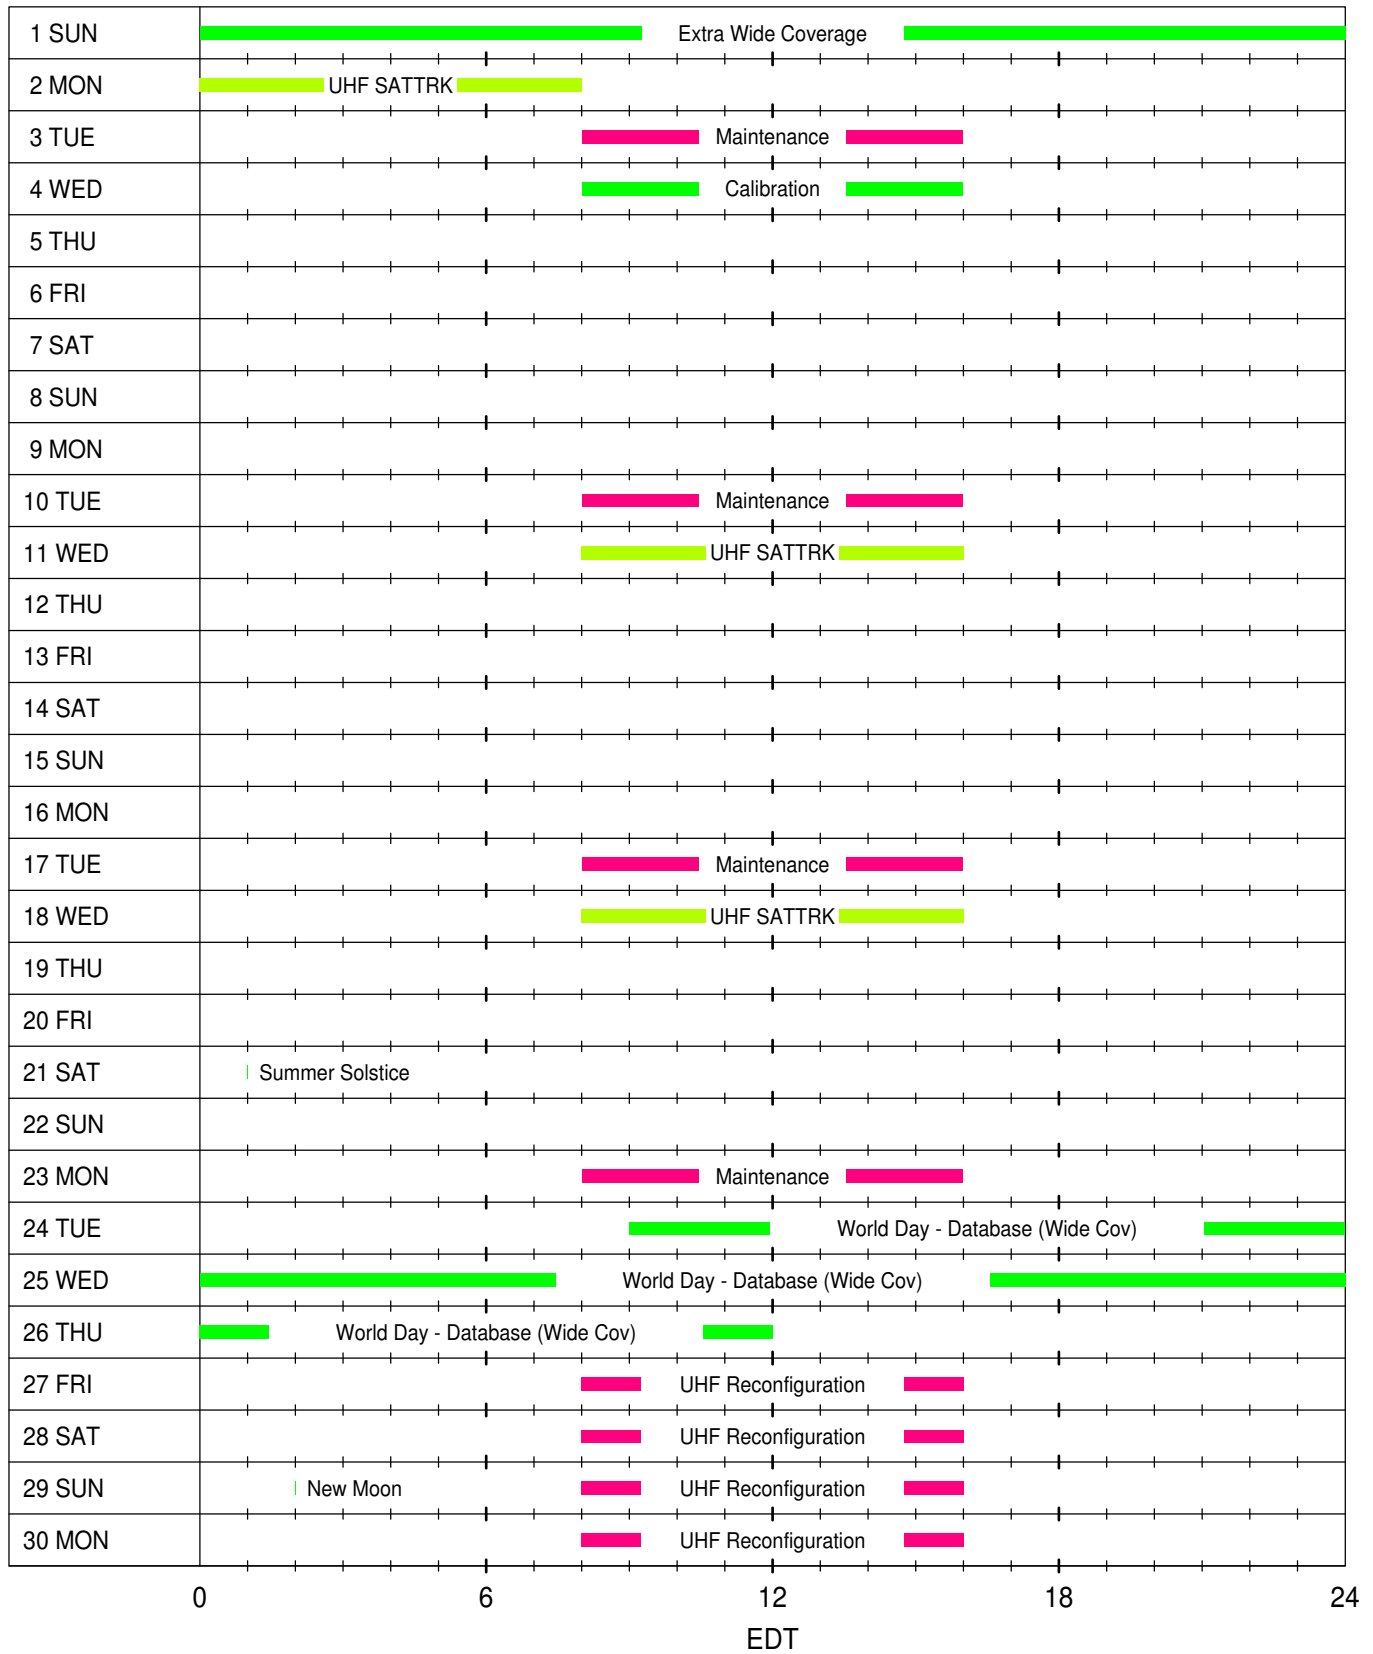 1 SUN Extra Wide Coverage
2 MON UHF SATTRK
3 TUE Maintenance
4 WED Calibration
5 THU
6 FRI
7 SAT
8 SUN
9 MON
10 TUE Maintenance
11 WED UHF SATTRK
12 THU
13 FRI
14 SAT
15 SUN
16 MON
17 TUE Maintenance
18 WED UHF SATTRK
19 THU
20 FRI
21 SAT Summer Solstice
22 SUN
23 MON Maintenance
24 TUE World Day - Database (Wide Cov)
25 WED World Day - Database (Wide Cov)
26 THU World Day - Database (Wide Cov)
27 FRI UHF Reconfiguration
28 SAT UHF Reconfiguration
29 SUN New Moon UHF Reconfiguration
30 MON UHF Reconfiguration
0 6 12 18 24
EDT